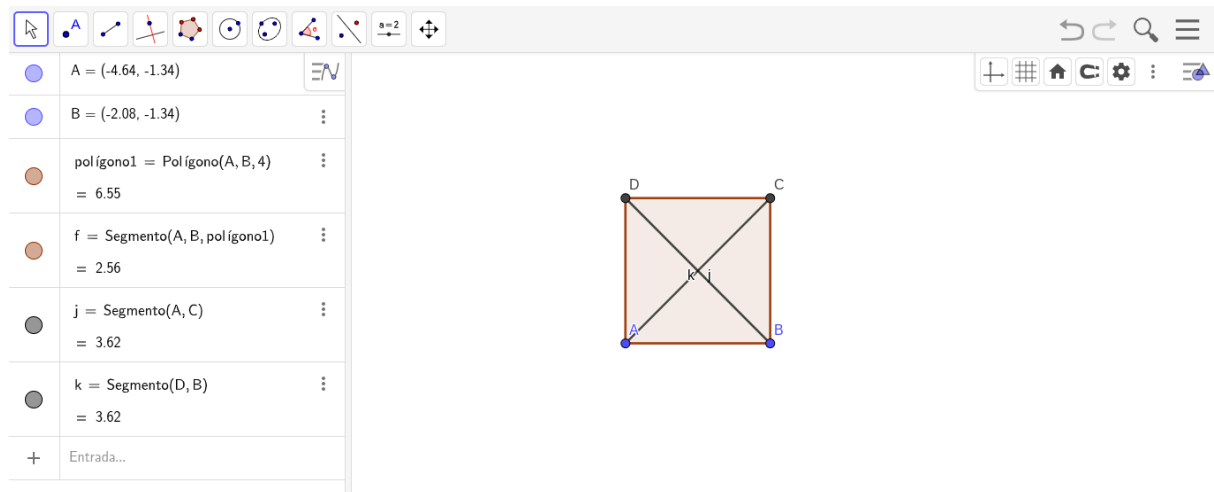 A
a=2
A = (-4.64, -1.34)
B = (-2.08, -1.34)
polígono1 = Polígono(A, B, 4)
= 6.55
f = Segmento(A, B, polígono1)
= 2.56
j = Segmento(A, C)
= 3.62
k = Segmento(D, B)
= 3.62
+ Entrada...
D C
k j
A B